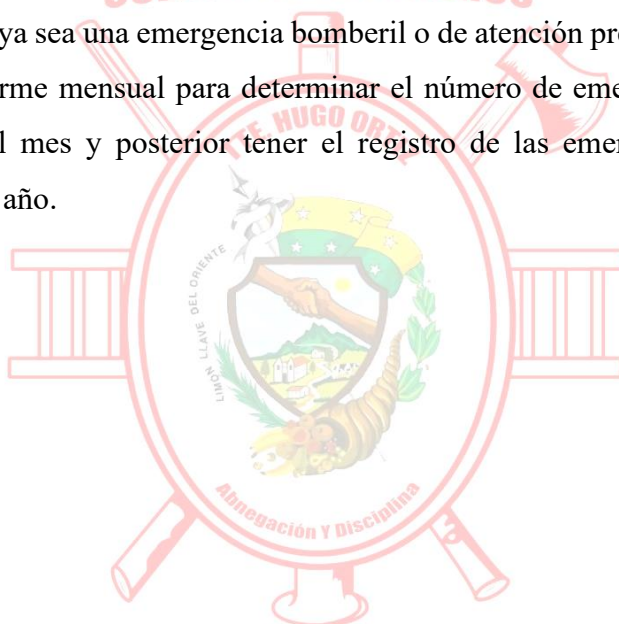 ya sea una emergencia bomberil o de atención pr
rme mensual para determinar el número de eme
l mes y posterior tener el registro de las emer
año.
HUGO ORTIZ
LIMÓN LLAVE DEL ORIENTE
Abnegación Y Disciplina